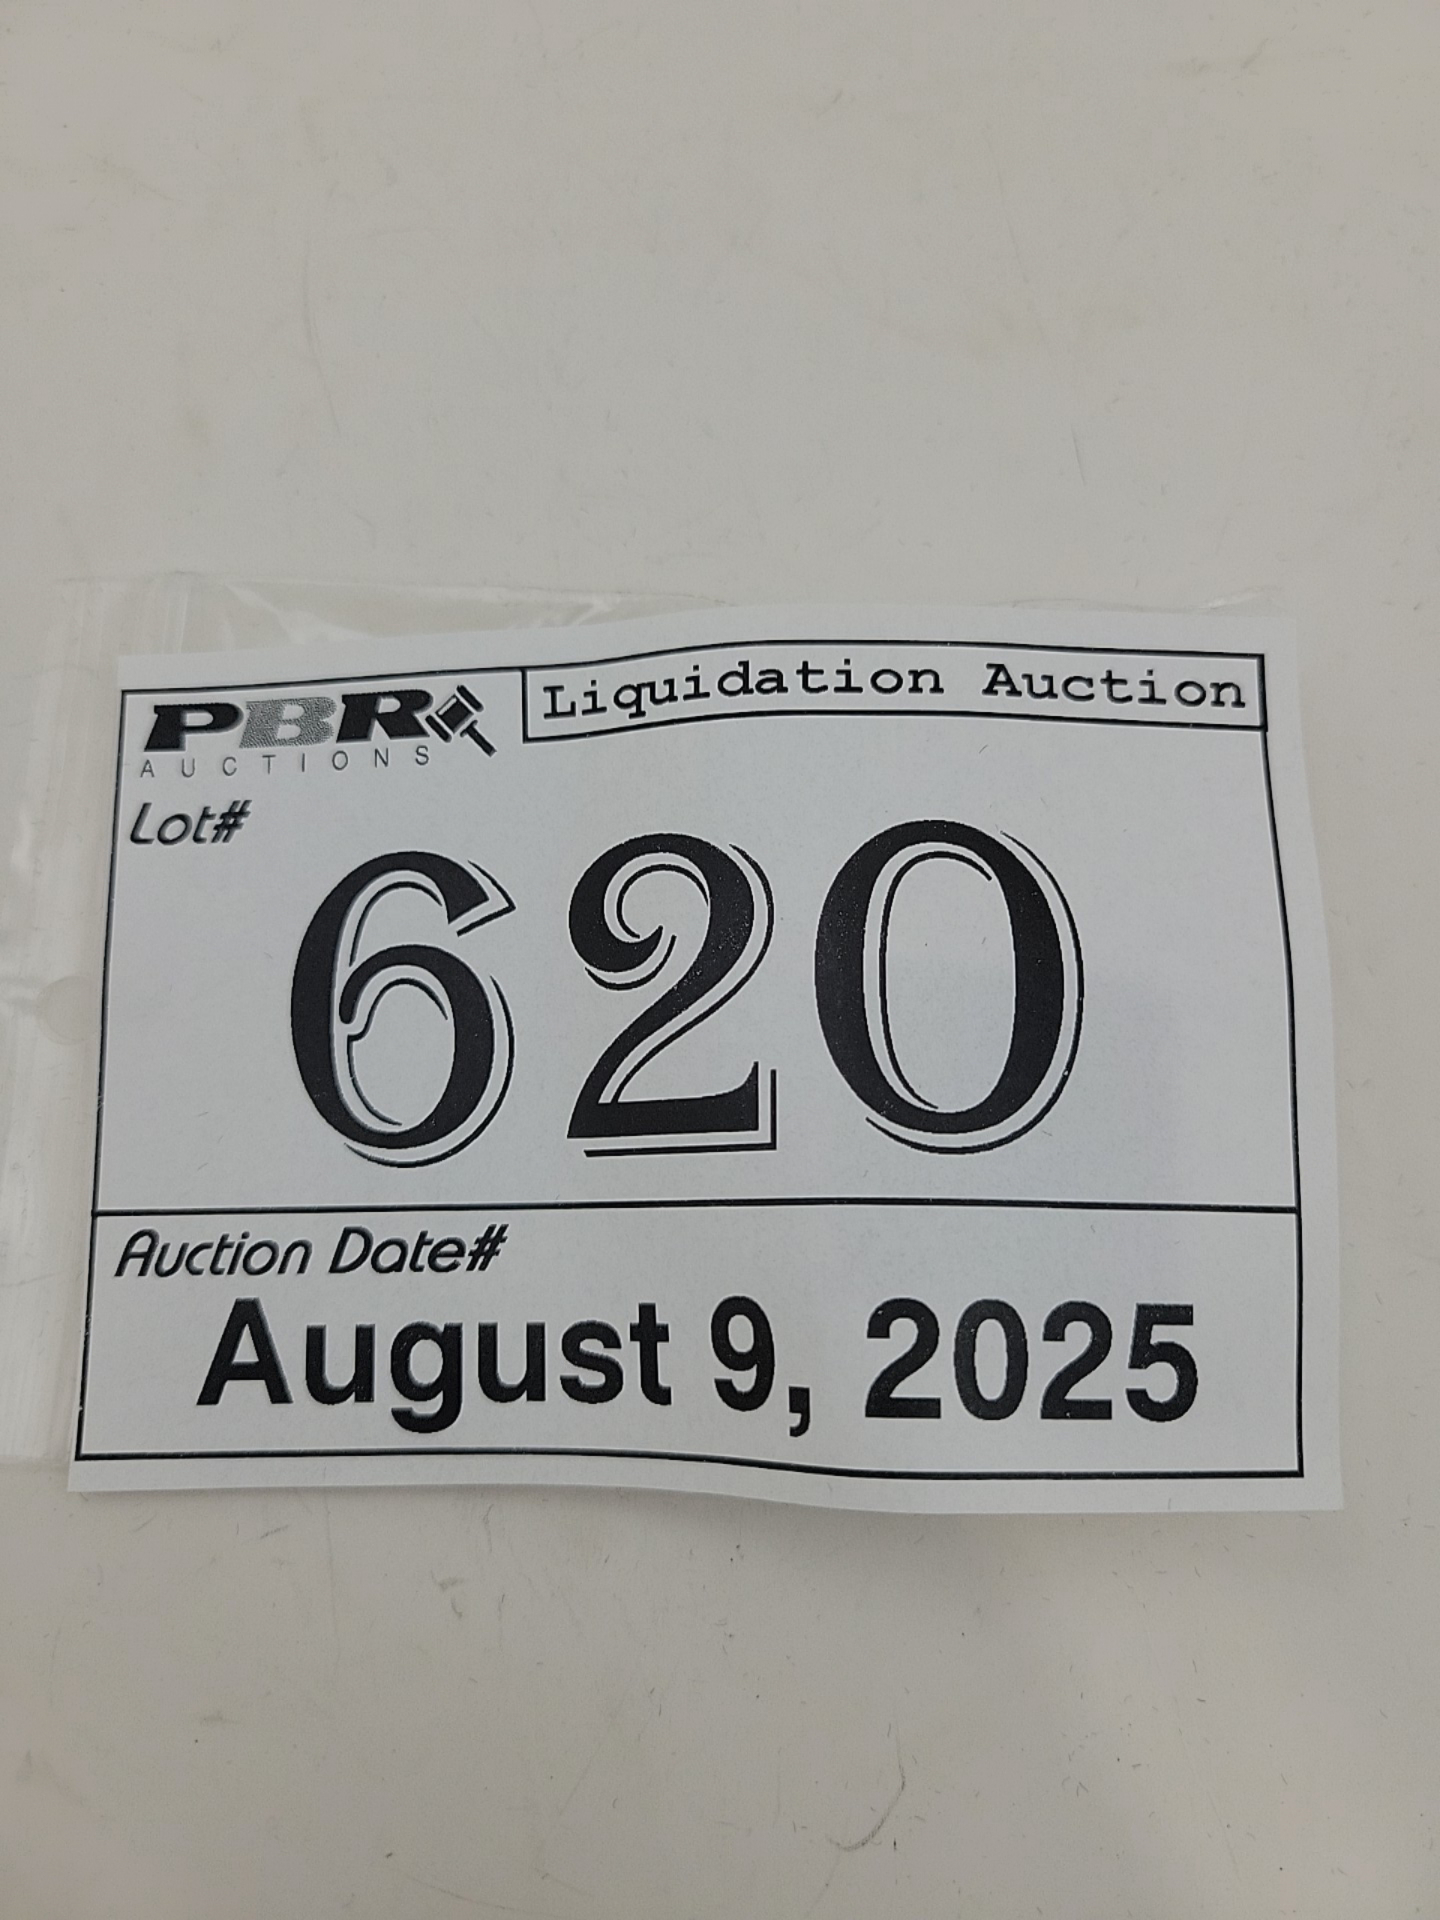 PBR
AUCTIONS
Liquidation Auction
Lot#
620
Auction Date#
August 9, 2025